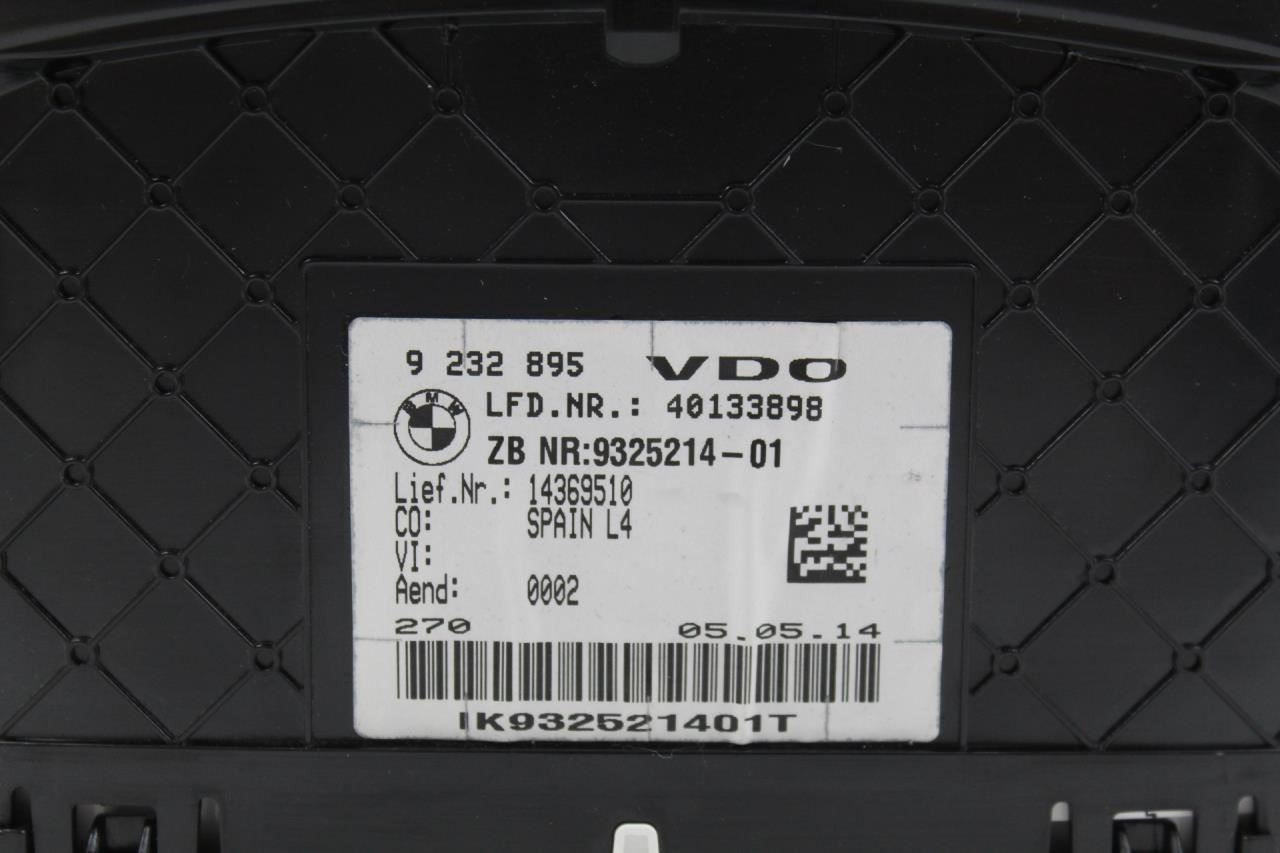 9 232 895 VDO
BMW
LFD.NR.: 40133898
ZB NR:9325214-01
Lief.Nr.: 14369510
CO: SPAIN L4
VI:
Aend: 0002
270 05.05.14
IK932521401T